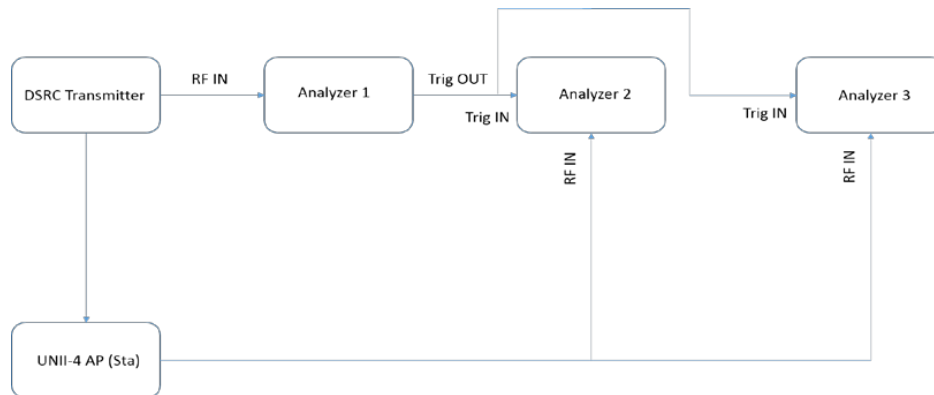 DSRC Transmitter
RF IN
Analyzer 1
Trig OUT
Trig IN
Analyzer 2
Trig IN
Analyzer 3
RF IN
RF IN
UNII-4 AP (Sta)